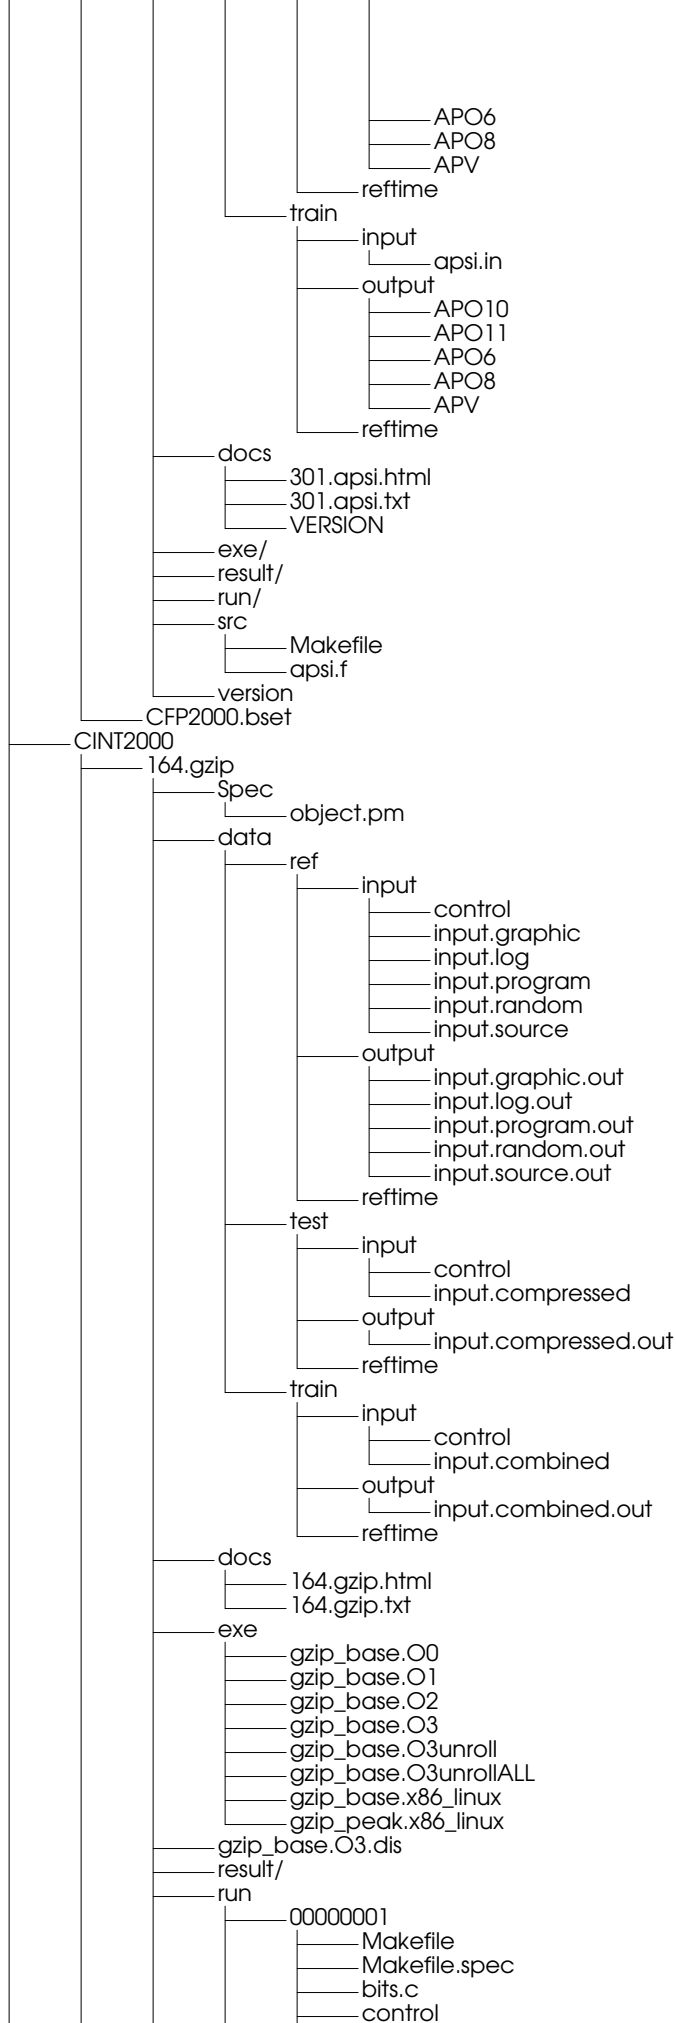 APO6
APO8
APV
reftime
train
input
apsi.in
output
APO10
APO11
APO6
APO8
APV
reftime
docs
301.apsi.html
301.apsi.txt
VERSION
exe/
result/
run/
src
Makefile
apsi.f
version
CFP2000.bset
CINT2000
164.gzip
Spec
object.pm
data
ref
input
control
input.graphic
input.log
input.program
input.random
input.source
output
input.graphic.out
input.log.out
input.program.out
input.random.out
input.source.out
reftime
test
input
control
input.compressed
output
input.compressed.out
reftime
train
input
control
input.combined
output
input.combined.out
reftime
docs
164.gzip.html
164.gzip.txt
exe
gzip_base.O0
gzip_base.O1
gzip_base.O2
gzip_base.O3
gzip_base.O3unroll
gzip_base.O3unrollALL
gzip_base.x86_linux
gzip_peak.x86_linux
gzip_base.O3.dis
result/
run
00000001
Makefile
Makefile.spec
bits.c
control